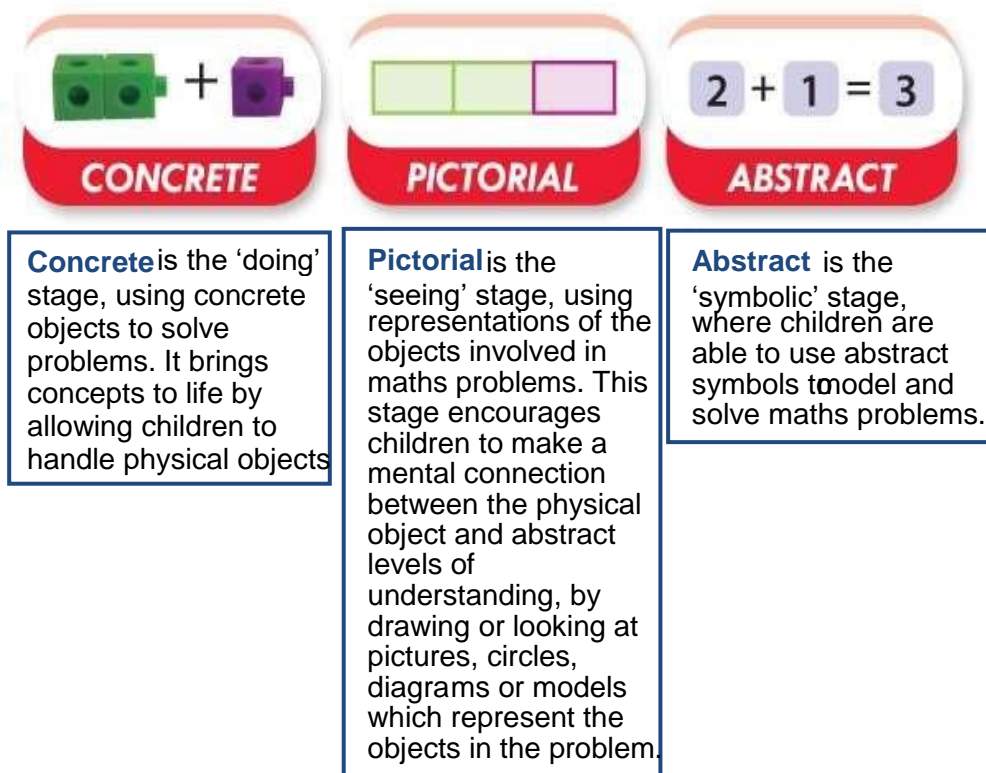 2 + 1 = 3
CONCRETE
PICTORIAL
ABSTRACT
Concrete is the ‘doing’
stage, using concrete
objects to solve
problems. It brings
concepts to life by
allowing children to
handle physical objects
Pictorial is the
‘seeing’ stage, using
representations of the
objects involved in
maths problems. This
stage encourages
children to make a
mental connection
between the physical
object and abstract
levels of
understanding, by
drawing or looking at
pictures, circles,
diagrams or models
which represent the
objects in the problem.
Abstract is the
‘symbolic’ stage,
where children are
able to use abstract
symbols to model and
solve maths problems.